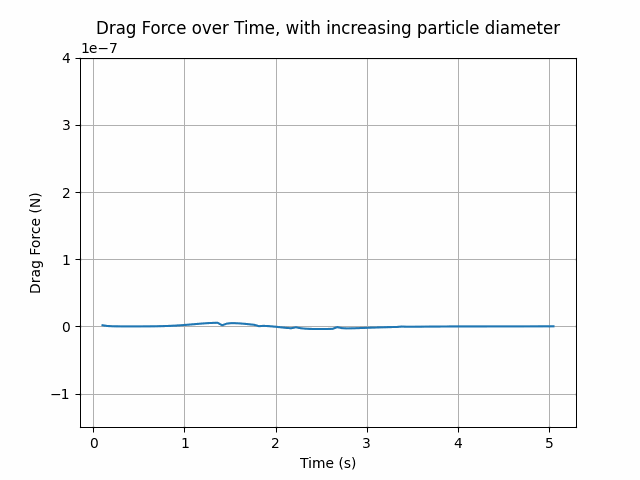 Drag Force over Time, with increasing particle diameter
1e−7
4
3
2
1
0
−1
Drag Force (N)
0 1 2 3 4 5
Time (s)